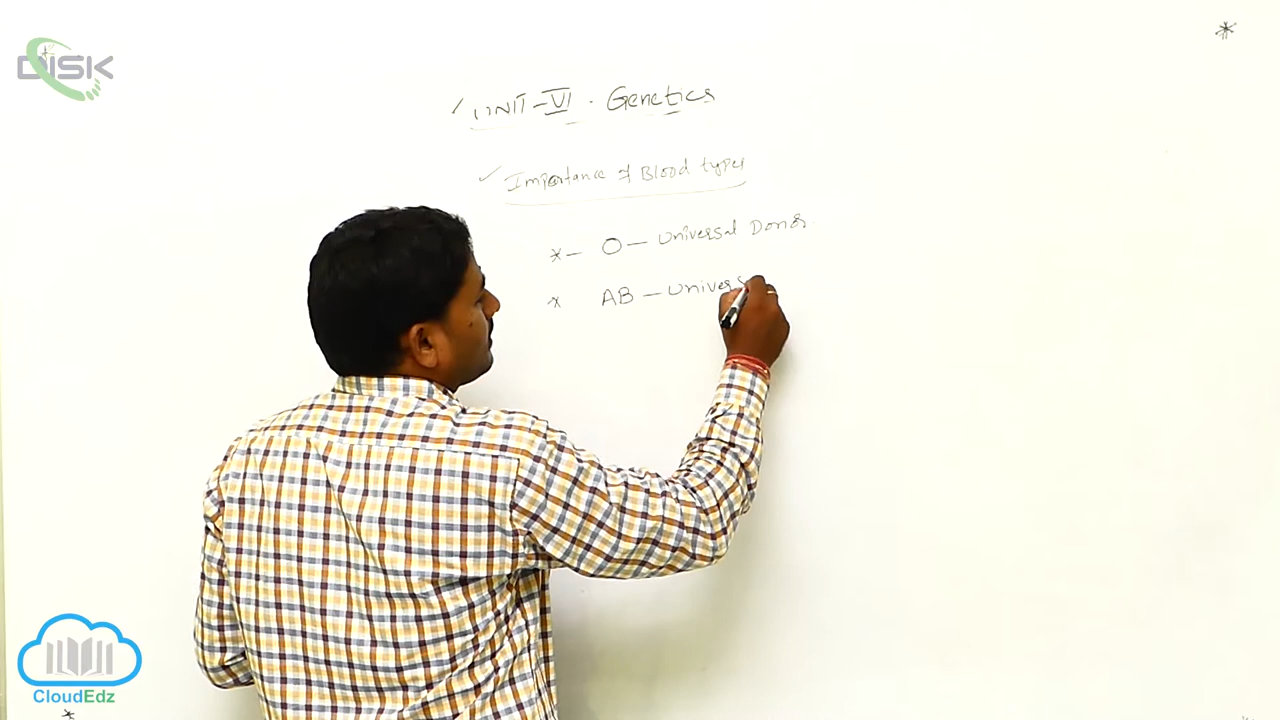 DISK
UNIT-VI. Genetics
Importance of Blood types
*- O - Universal Donor
* AB - Univers
CloudEdz